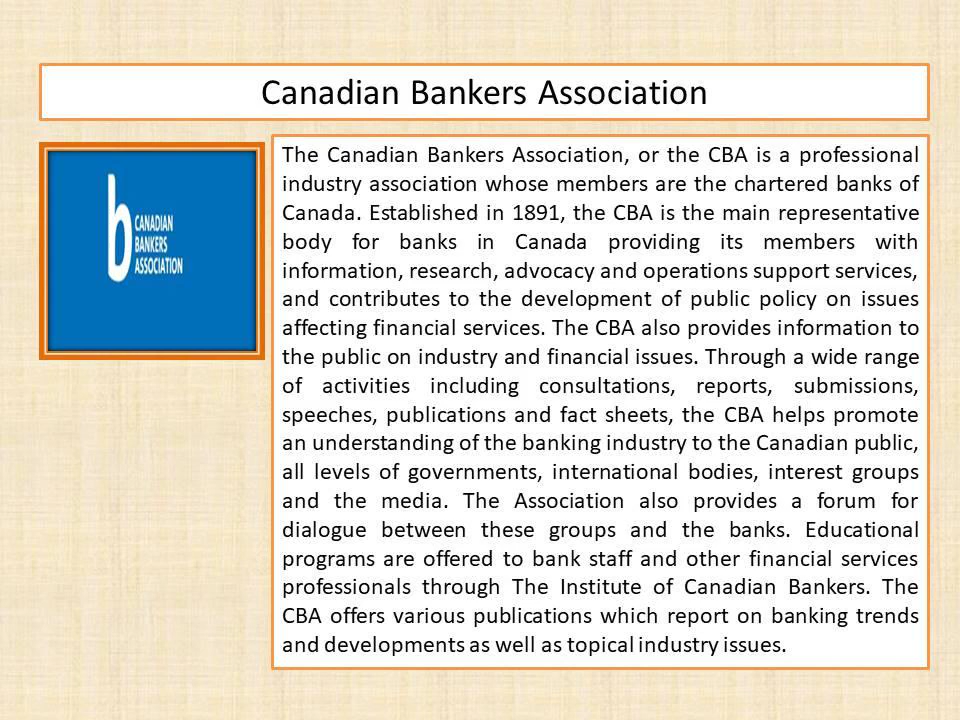 Canadian Bankers Association
b CANADIAN
BANKERS
ASSOCIATION
The Canadian Bankers Association, or the CBA is a professional
industry association whose members are the chartered banks of
Canada. Established in 1891, the CBA is the main representative
body for banks in Canada providing its members with
information, research, advocacy and operations support services,
and contributes to the development of public policy on issues
affecting financial services. The CBA also provides information to
the public on industry and financial issues. Through a wide range
of activities including consultations, reports, submissions,
speeches, publications and fact sheets, the CBA helps promote
an understanding of the banking industry to the Canadian public,
all levels of governments, international bodies, interest groups
and the media. The Association also provides a forum for
dialogue between these groups and the banks. Educational
programs are offered to bank staff and other financial services
professionals through The Institute of Canadian Bankers. The
CBA offers various publications which report on banking trends
and developments as well as topical industry issues.